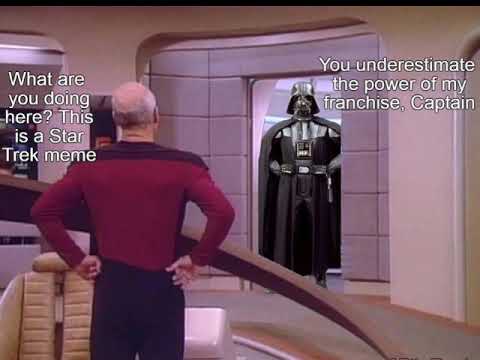 What are
you doing
here? This
is a Star
Trek meme
You underestimate
the power of my
franchise, Captain